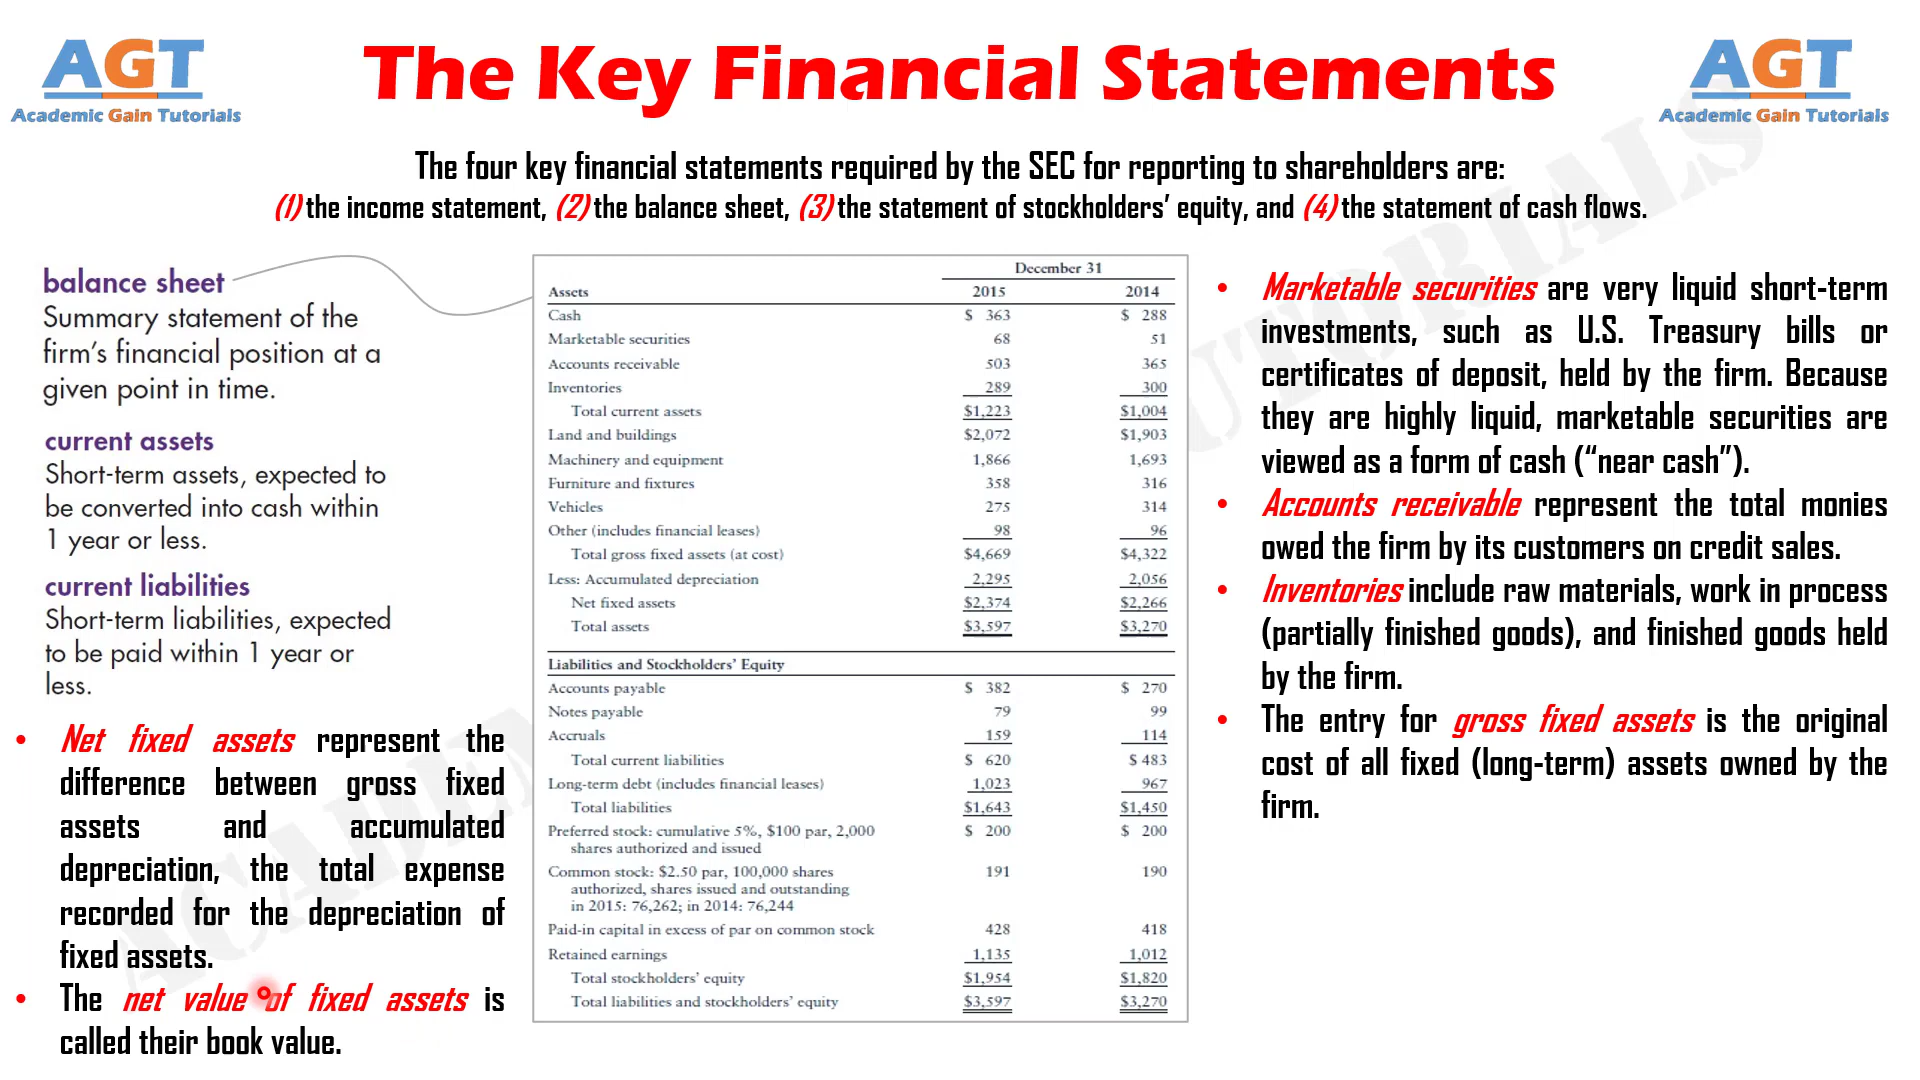 AGT
Academic Gain Tutorials
The Key Financial Statements
AGT
Academic Gain Tutorials
The four key financial statements required by the SEC for reporting to shareholders are:
(1) the income statement, (2) the balance sheet, (3) the statement of stockholders’ equity, and (4) the statement of cash flows.
balance sheet
Summary statement of the
firm’s financial position at a
given point in time.
current assets
Short-term assets, expected to
be converted into cash within
1 year or less.
current liabilities
Short-term liabilities, expected
to be paid within 1 year or
less.
• Net fixed assets represent the
difference between gross fixed
assets and accumulated
depreciation, the total expense
recorded for the depreciation of
fixed assets.
• The net value of fixed assets is
called their book value.
December 31
Assets 2015 2014
Cash $ 363 $ 288
Marketable securities 68 51
Accounts receivable 503 365
Inventories 289 300
Total current assets $1,223 $1,004
Land and buildings $2,072 $1,903
Machinery and equipment 1,866 1,693
Furniture and fixtures 358 316
Vehicles 275 314
Other (includes financial leases) 98 96
Total gross fixed assets (at cost) $4,669 $4,322
Less: Accumulated depreciation 2,295 2,056
Net fixed assets $2,374 $2,266
Total assets $3,597 $3,270
Liabilities and Stockholders’ Equity
Accounts payable $ 382 $ 270
Notes payable 79 99
Accruals 159 114
Total current liabilities $ 620 $ 483
Long-term debt (includes financial leases) 1,023 967
Total liabilities $1,643 $1,450
Preferred stock: cumulative 5%, $100 par, 2,000 $ 200 $ 200
shares authorized and issued
Common stock: $2.50 par, 100,000 shares 191 190
authorized, shares issued and outstanding
in 2015: 76,262; in 2014: 76,244
Paid-in capital in excess of par on common stock 428 418
Retained earnings 1,135 1,012
Total stockholders’ equity $1,954 $1,820
Total liabilities and stockholders’ equity $3,597 $3,270
• Marketable securities are very liquid short-term
investments, such as U.S. Treasury bills or
certificates of deposit, held by the firm. Because
they are highly liquid, marketable securities are
viewed as a form of cash (“near cash”).
• Accounts receivable represent the total monies
owed the firm by its customers on credit sales.
• Inventories include raw materials, work in process
(partially finished goods), and finished goods held
by the firm.
• The entry for gross fixed assets is the original
cost of all fixed (long-term) assets owned by the
firm.